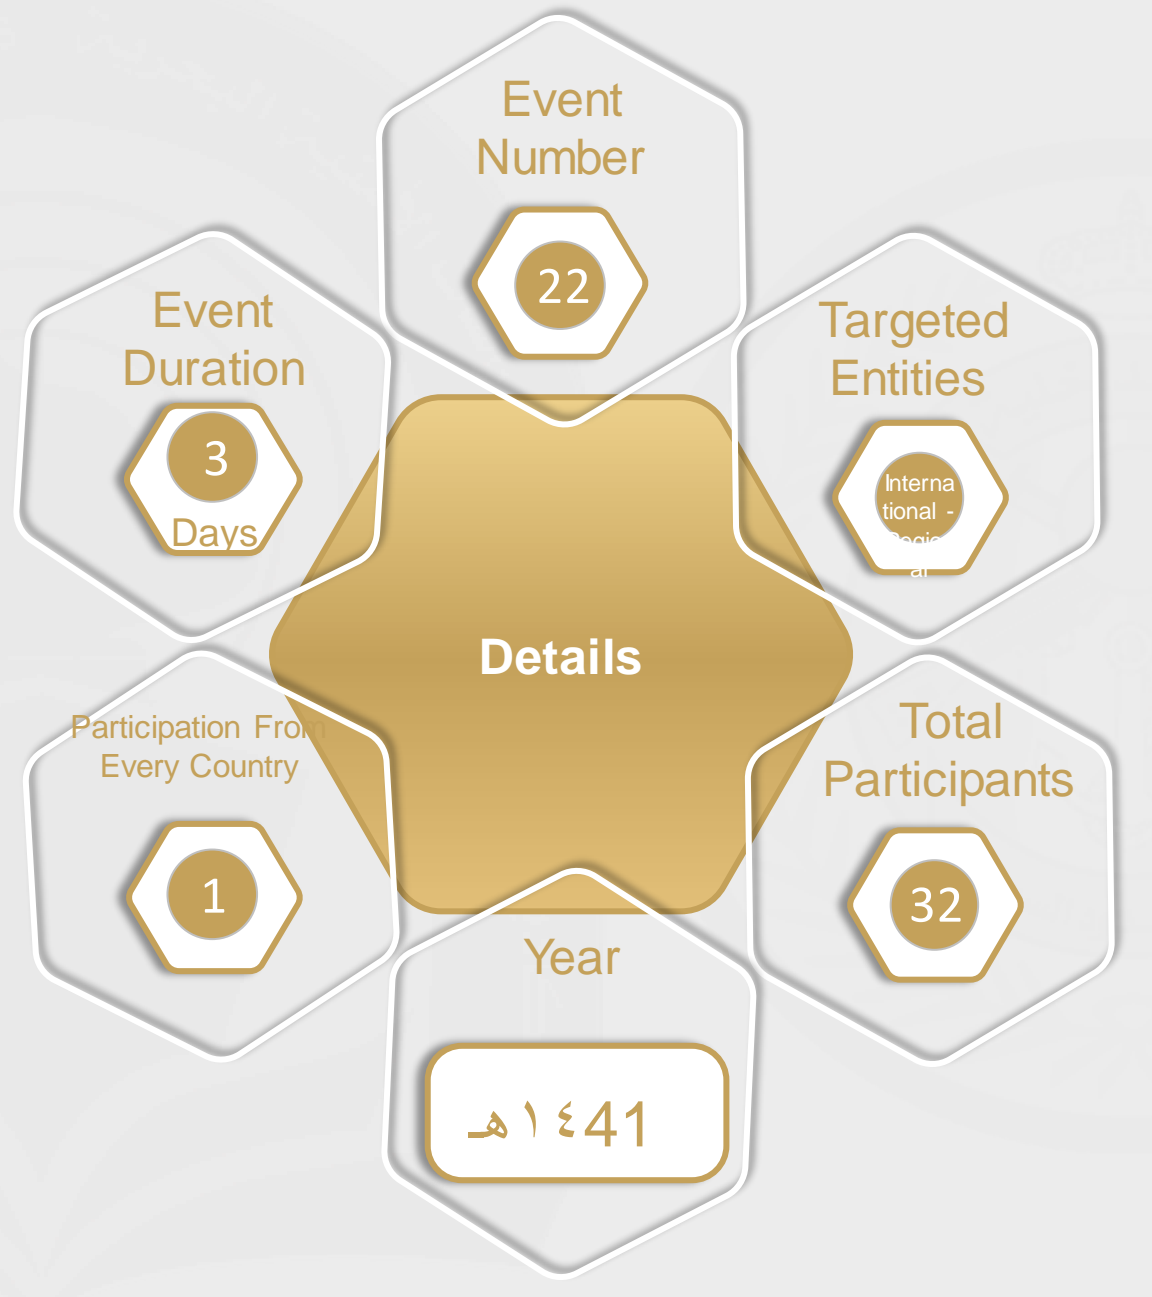 Event
Number
22
Event
Duration
3
Days
Targeted
Entities
Interna
tional -
al
Details
Participation From
Every Country
1
Total
Participants
32
Year
١٤41هـ